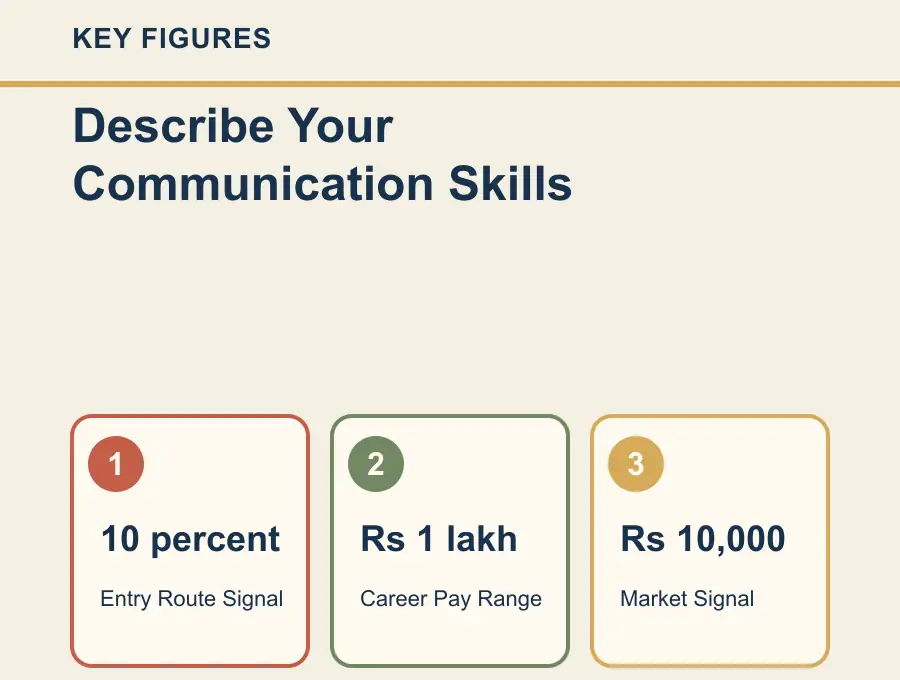 KEY FIGURES
Describe Your
Communication Skills
1
10 percent
Entry Route Signal
2
Rs 1 lakh
Career Pay Range
3
Rs 10,000
Market Signal